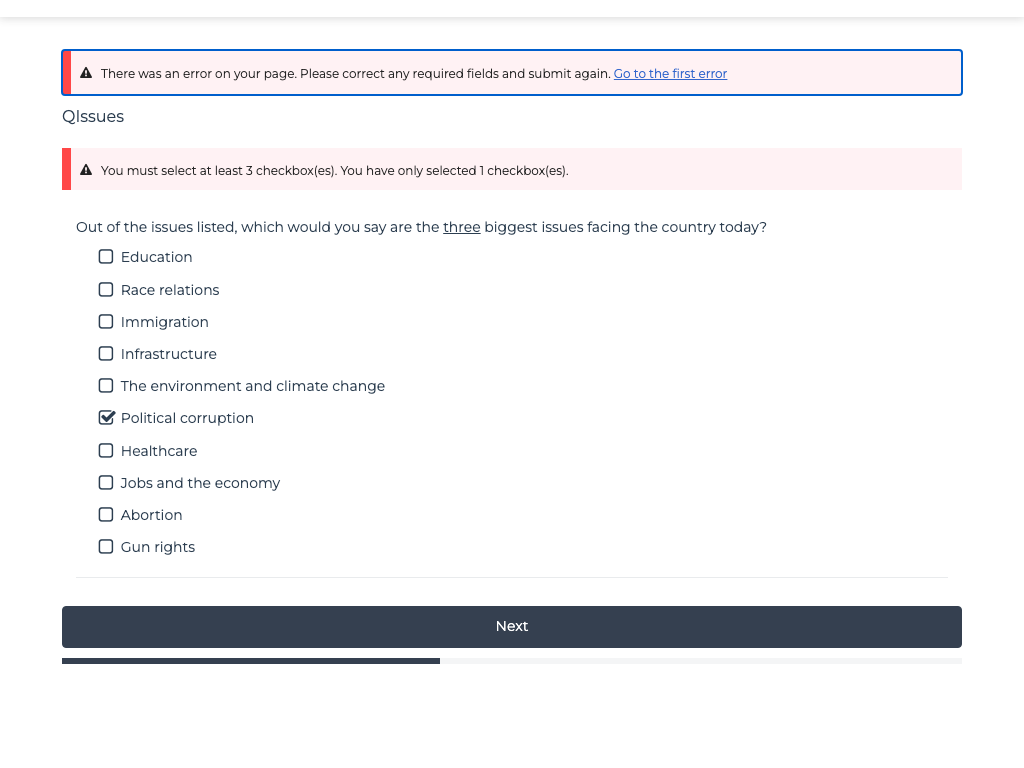 There was an error on your page. Please correct any required fields and submit again. Go to the first error
QIssues
You must select at least 3 checkbox(es). You have only selected 1 checkbox(es).
Out of the issues listed, which would you say are the three biggest issues facing the country today?
Education
Race relations
Immigration
Infrastructure
The environment and climate change
Political corruption
Healthcare
Jobs and the economy
Abortion
Gun rights
Next